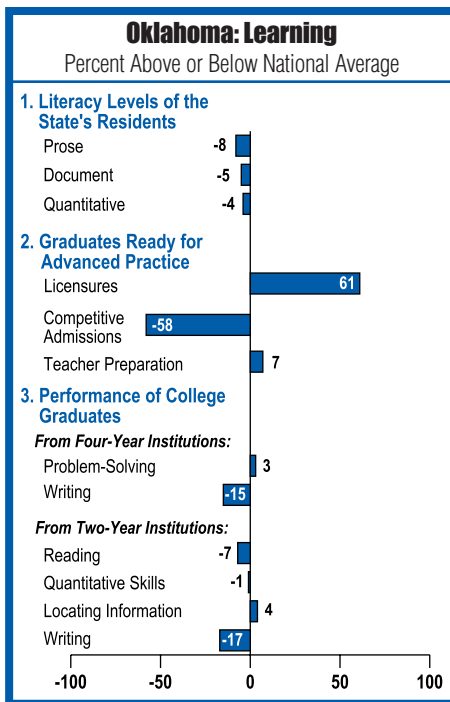 Oklahoma: Learning
Percent Above or Below National Average
1. Literacy Levels of the
State's Residents
Prose -8
Document -5
Quantitative -4
2. Graduates Ready for
Advanced Practice
Licensures 61
Competitive
Admissions -58
Teacher Preparation 7
3. Performance of College
Graduates
From Four-Year Institutions:
Problem-Solving 3
Writing -15
From Two-Year Institutions:
Reading -7
Quantitative Skills -1
Locating Information 4
Writing -17
-100 -50 0 50 100